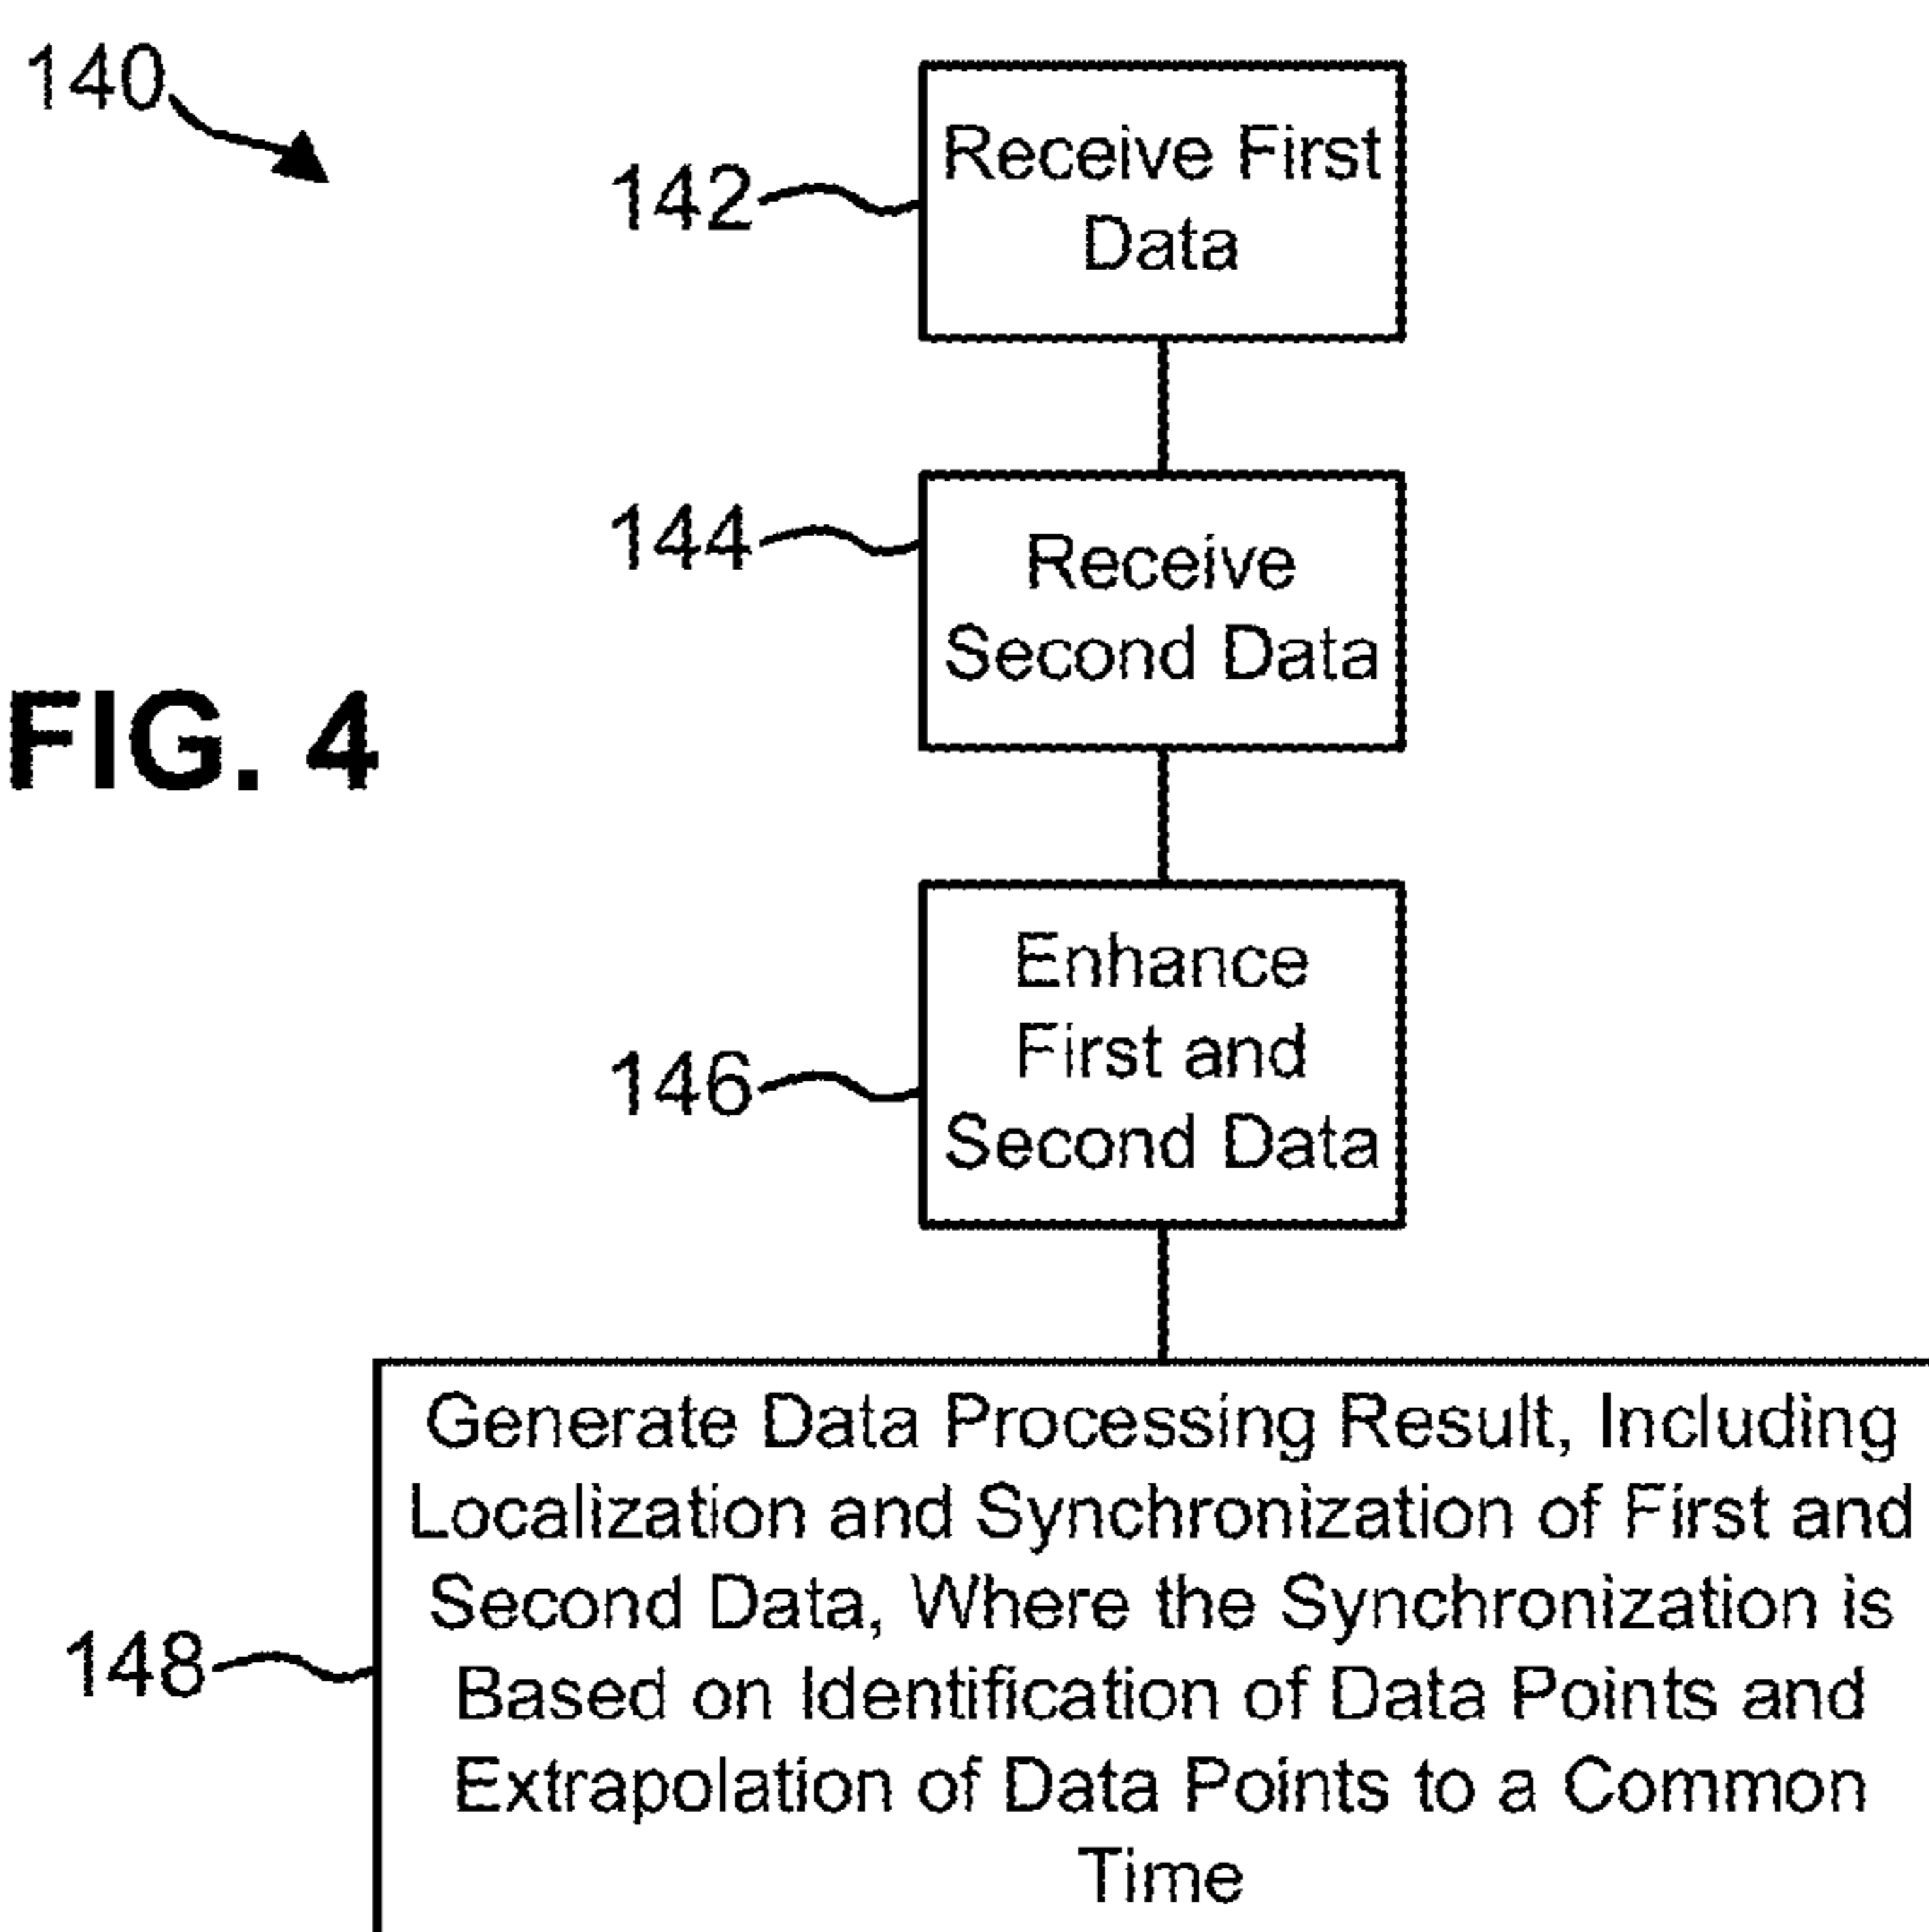 140
142
Receive First
Data
144
Receive
Second Data
FIG. 4
146
Enhance
First and
Second Data
148
Generate Data Processing Result, Including
Localization and Synchronization of First and
Second Data, Where the Synchronization is
Based on Identification of Data Points and
Extrapolation of Data Points to a Common
Time